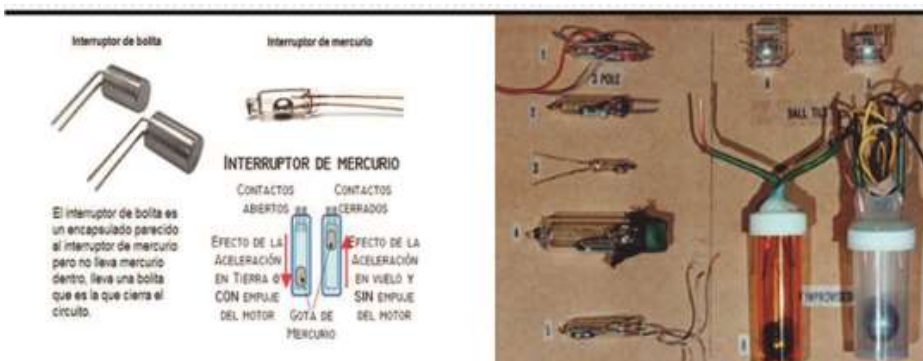 Interruptor de bolita
Interruptor de mercurio
INTERRUPTOR DE MERCURIO
CONTACTOS
ABIERTOS
CONTACTOS
CERRADOS
EFECTO DE LA
ACELERACIÓN
EN TIERRA O
CON EMPUJE
DEL MOTOR
EFECTO DE LA
ACELERACIÓN
EN VUELO Y
SIN EMPUJE
DEL MOTOR
GOTA DE
MERCURIO
El interruptor de bolita es
un encapsulado parecido
al interruptor de mercurio
pero no lleva mercurio
dentro, lleva una bolita
que es la que cierra el
circuito.
1
3 POLE
2
3
BALL TILT
IMPROVISED